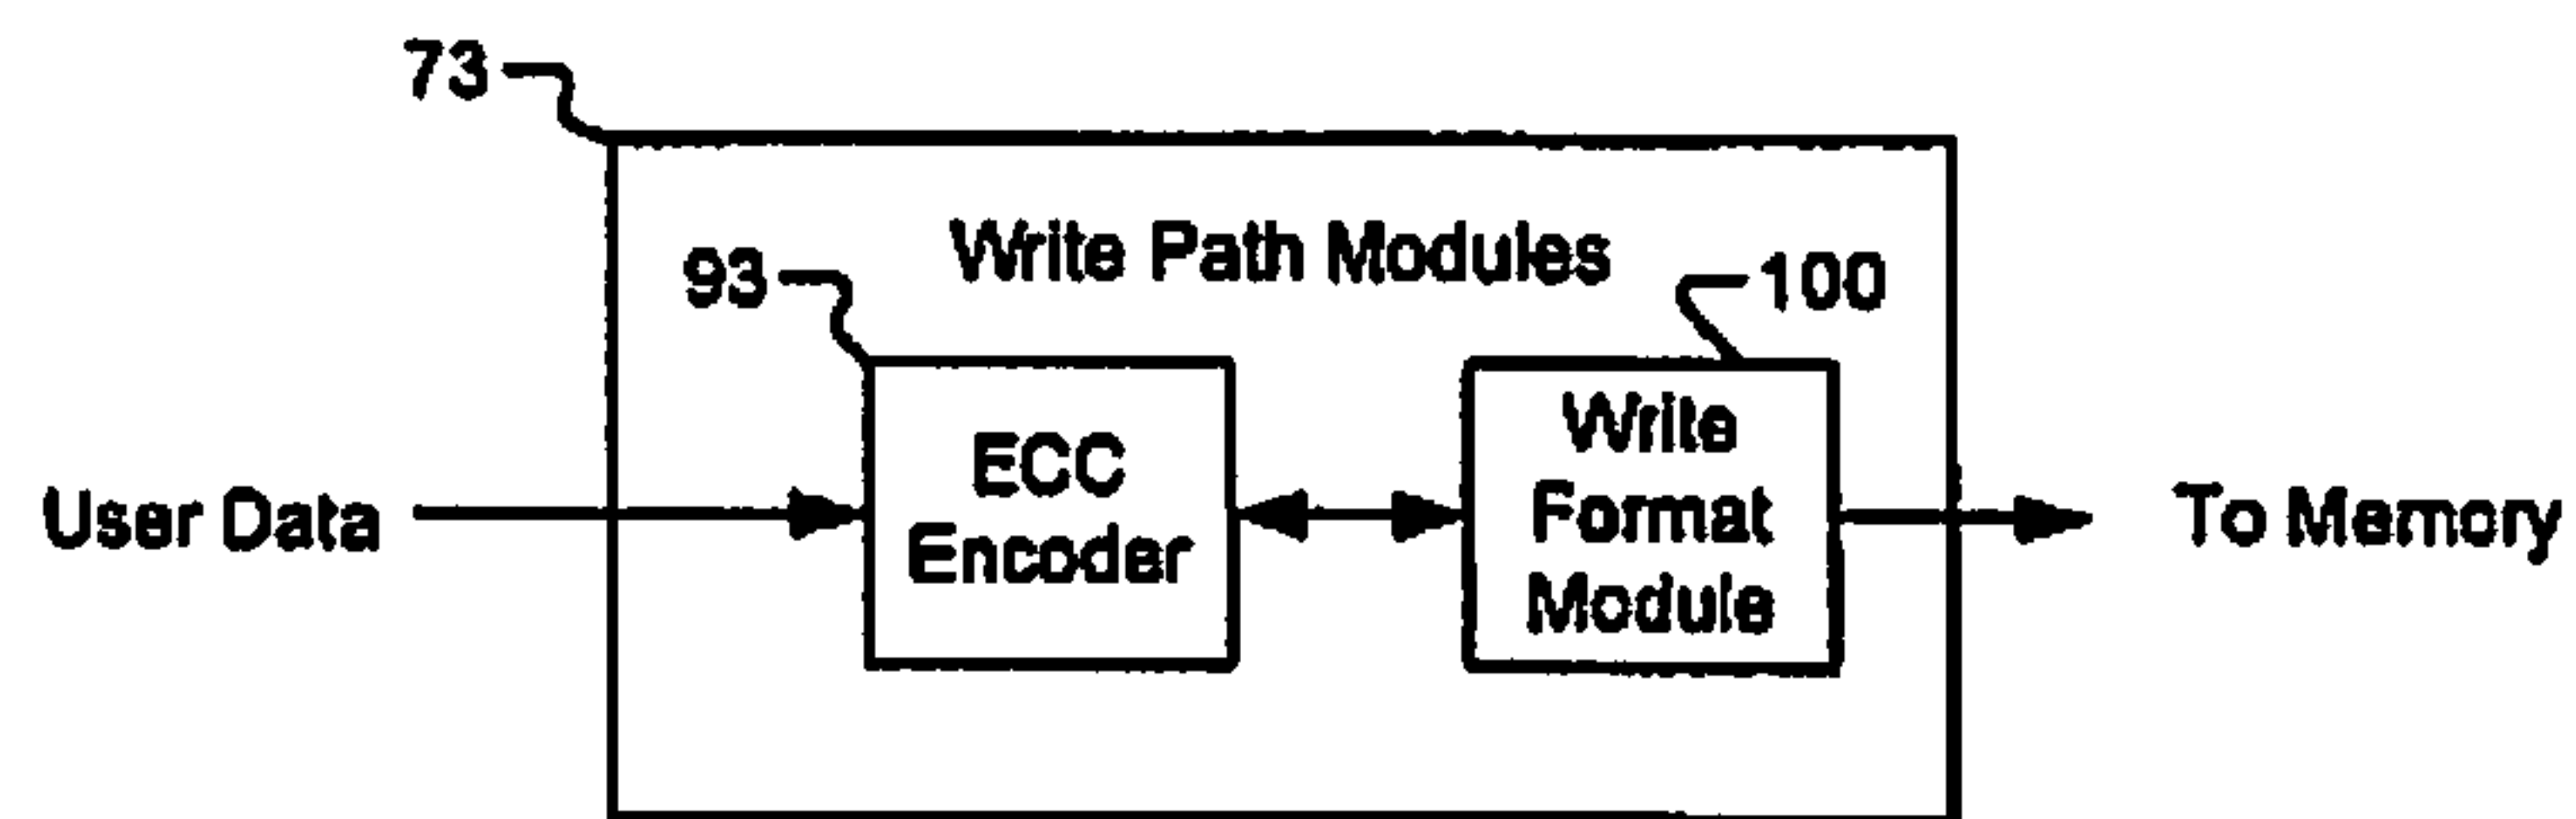 73
Write Path Modules
93
100
User Data
ECC
Encoder
Write
Format
Module
To Memory